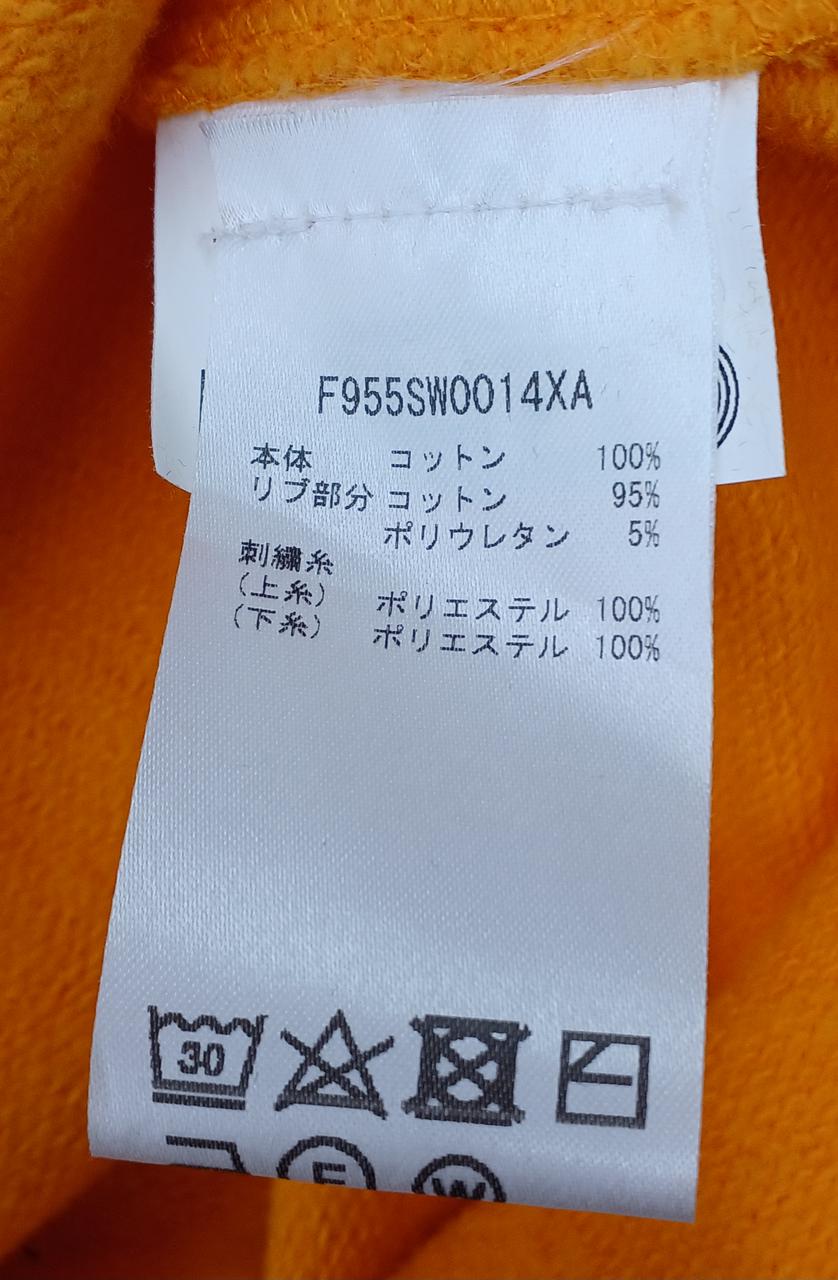 F955SW0014XA
本体 コットン 100%
リブ部分 コットン 95%
ポリウレタン 5%
刺繍糸
(上糸) ポリエステル 100%
(下糸) ポリエステル 100%
30
F W